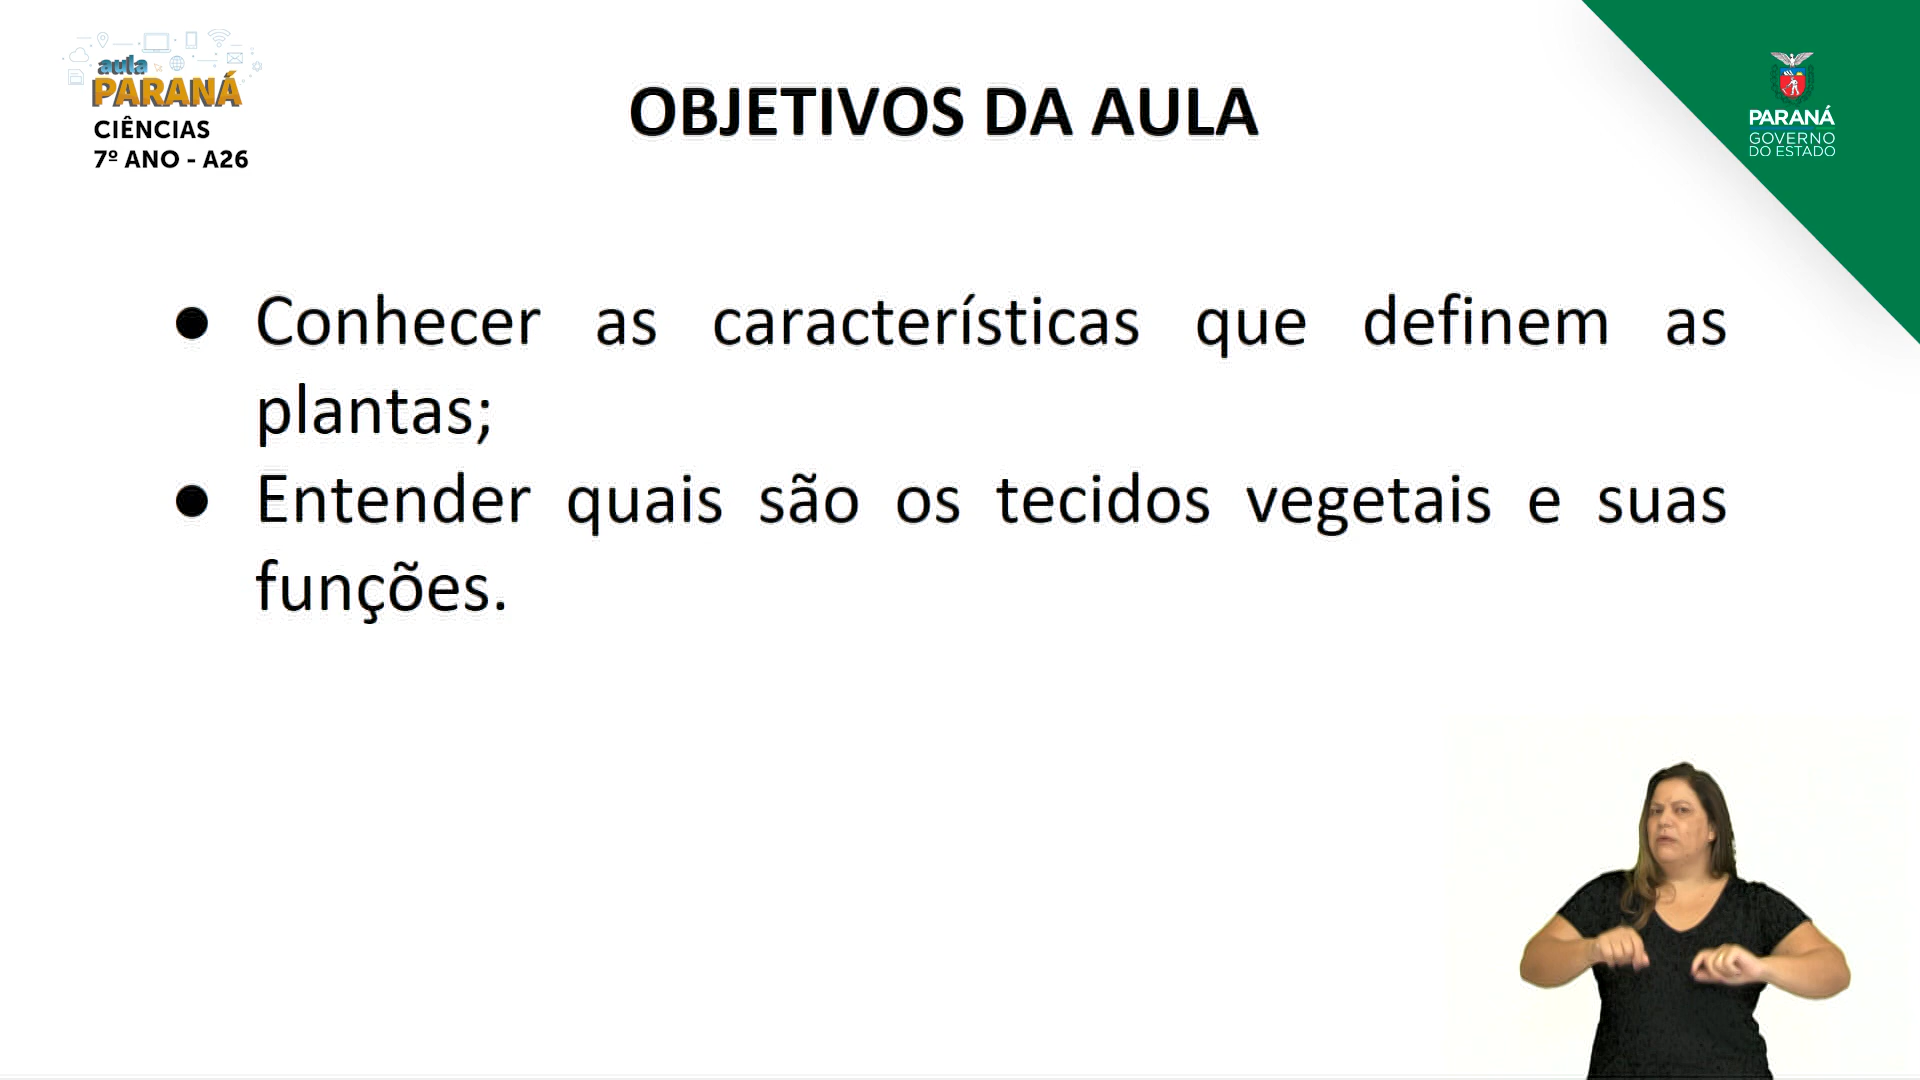 aula
PARANÁ
CIÊNCIAS
7º ANO - A26
OBJETIVOS DA AULA
PARANÁ
GOVERNO
DO ESTADO
● Conhecer as características que definem as
plantas;
● Entender quais são os tecidos vegetais e suas
funções.